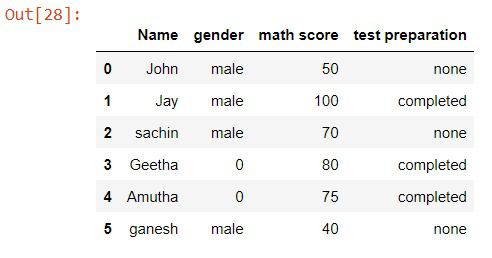 Out[28]:
Name gender math score test preparation
0 John male 50 none
1 Jay male 100 completed
2 sachin male 70 none
3 Geetha 0 80 completed
4 Amutha 0 75 completed
5 ganesh male 40 none